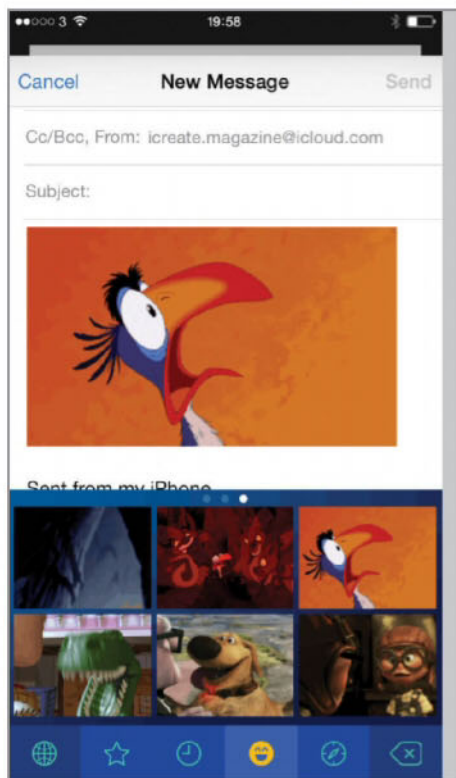 3 19:58
Cancel New Message Send
Cc/Bcc, From: icreate.magazine@icloud.com
Subject:
Sent from my iPhone